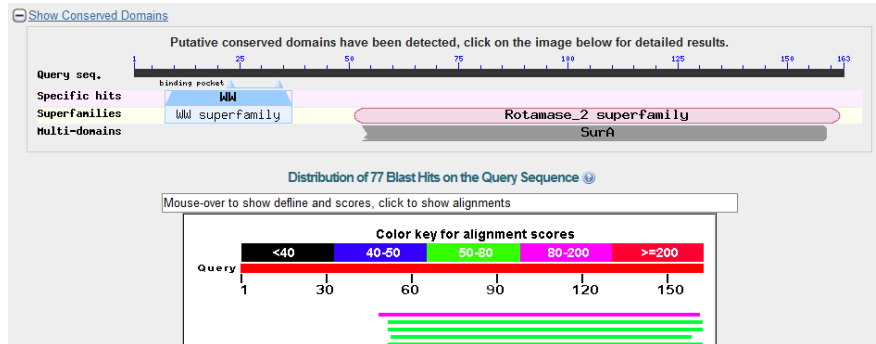 Show Conserved Domains
Putative conserved domains have been detected, click on the image below for detailed results.
1 25 50 75 100 125 150 163
Query seq.
binding pocket
Specific hits WW
Superfamilies WW superfamily Rotamase_2 superfamily
Multi-domains SurA
Distribution of 77 Blast Hits on the Query Sequence
Mouse-over to show defline and scores, click to show alignments
Color key for alignment scores
<40 40-50 50-80 80-200 >=200
Query
1 30 60 90 120 150